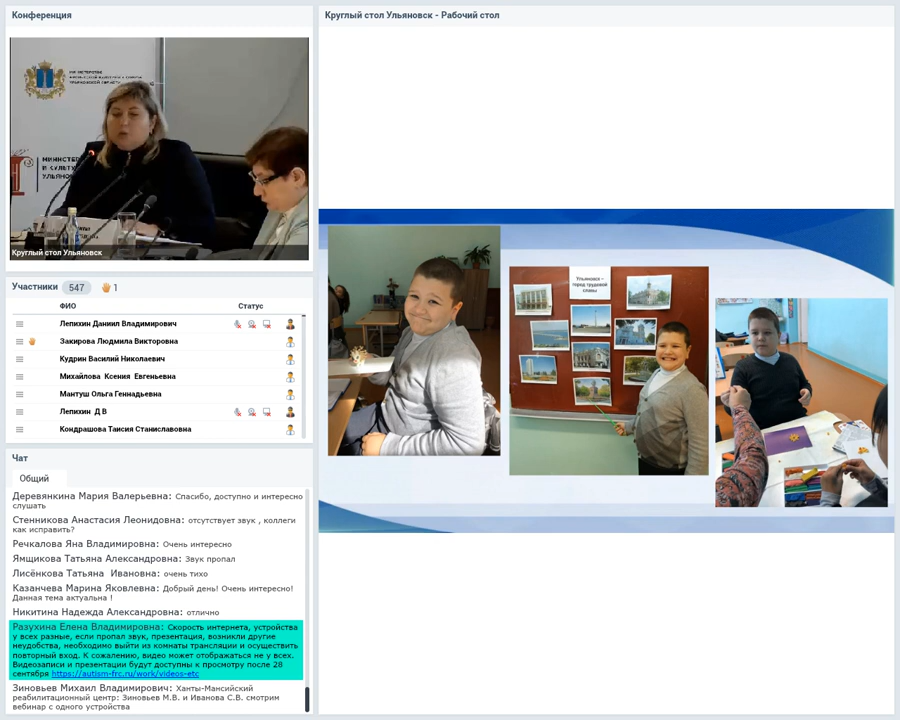 Конференция
МИНИСТЕРСТВО
МИНИСТЕ
И КУЛЬТУ
УЛЬЯНО
Круглый стол Ульяновск
Участники 547 1
ФИО Статус
Лепихин Даниил Владимирович
Закирова Людмила Викторовна
Кудрин Василий Николаевич
Михайлова Ксения Евгеньевна
Мантуш Ольга Геннадьевна
Лепихин Д В
Кондрашова Таисия Станиславовна
Чат
Общий
Деревянкина Мария Валерьевна: Спасибо, доступно и интересно
слушать
Стенникова Анастасия Леонидовна: отсутствует звук , коллеги
как исправить?
Речкалова Яна Владимировна: Очень интересно
Ямщикова Татьяна Александровна: Звук пропал
Лисёнкова Татьяна Ивановна: очень тихо
Казанчева Марина Яковлевна: Добрый день! Очень интересно!
Данная тема актуальна !
Никитина Надежда Александровна: отлично
Разухина Елена Владимировна: Скорость интернета, устройства
у всех разные, если пропал звук, презентация, возникли другие
неудобства, необходимо выйти из комнаты трансляции и осуществить
повторный вход. К сожалению, видео может отображаться не у всех.
Видеозаписи и презентации будут доступны к просмотру после 28
сентября https://autism-frc.ru/work/videos-etc
Зиновьев Михаил Владимирович: Ханты-Мансийский
реабилитационный центр: Зиновьев М.В. и Иванова С.В. смотрим
вебинар с одного устройства
Круглый стол Ульяновск - Рабочий стол
Ульяновск -
город трудовой
славы